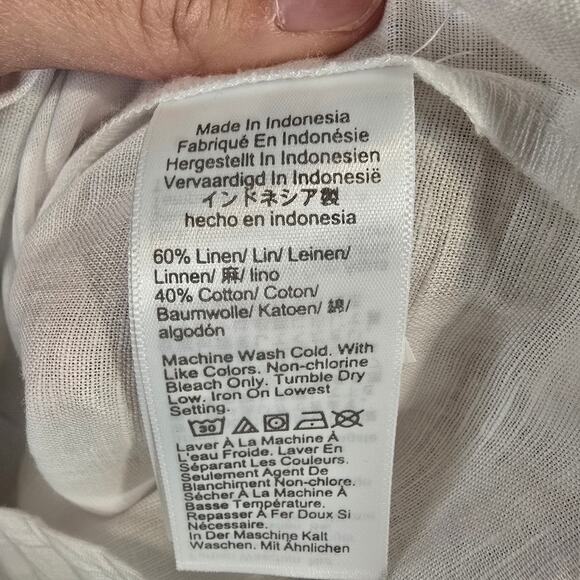 Made In Indonesia
Fabriqué En Indonésie
Hergestellt In Indonesien
Vervaardigd In Indonesië
インドネシア製
hecho en indonesia
60% Linen/ Lin/ Leinen/
Linnen/ 麻/ lino
40% Cotton/ Coton/
Baumwolle/ Katoen/ 綿/
algodón
Machine Wash Cold. With
Like Colors. Non-chlorine
Bleach Only. Tumble Dry
Low. Iron On Lowest
Setting.
30
Laver À La Machine À
L'eau Froide. Laver En
Séparant Les Couleurs.
Seulement Agent De
Blanchiment Non-chlore.
Sécher À La Machine À
Basse Température.
Repasser À Fer Doux Si
Nécessaire.
In Der Maschine Kalt
Waschen. Mit Ähnlichen